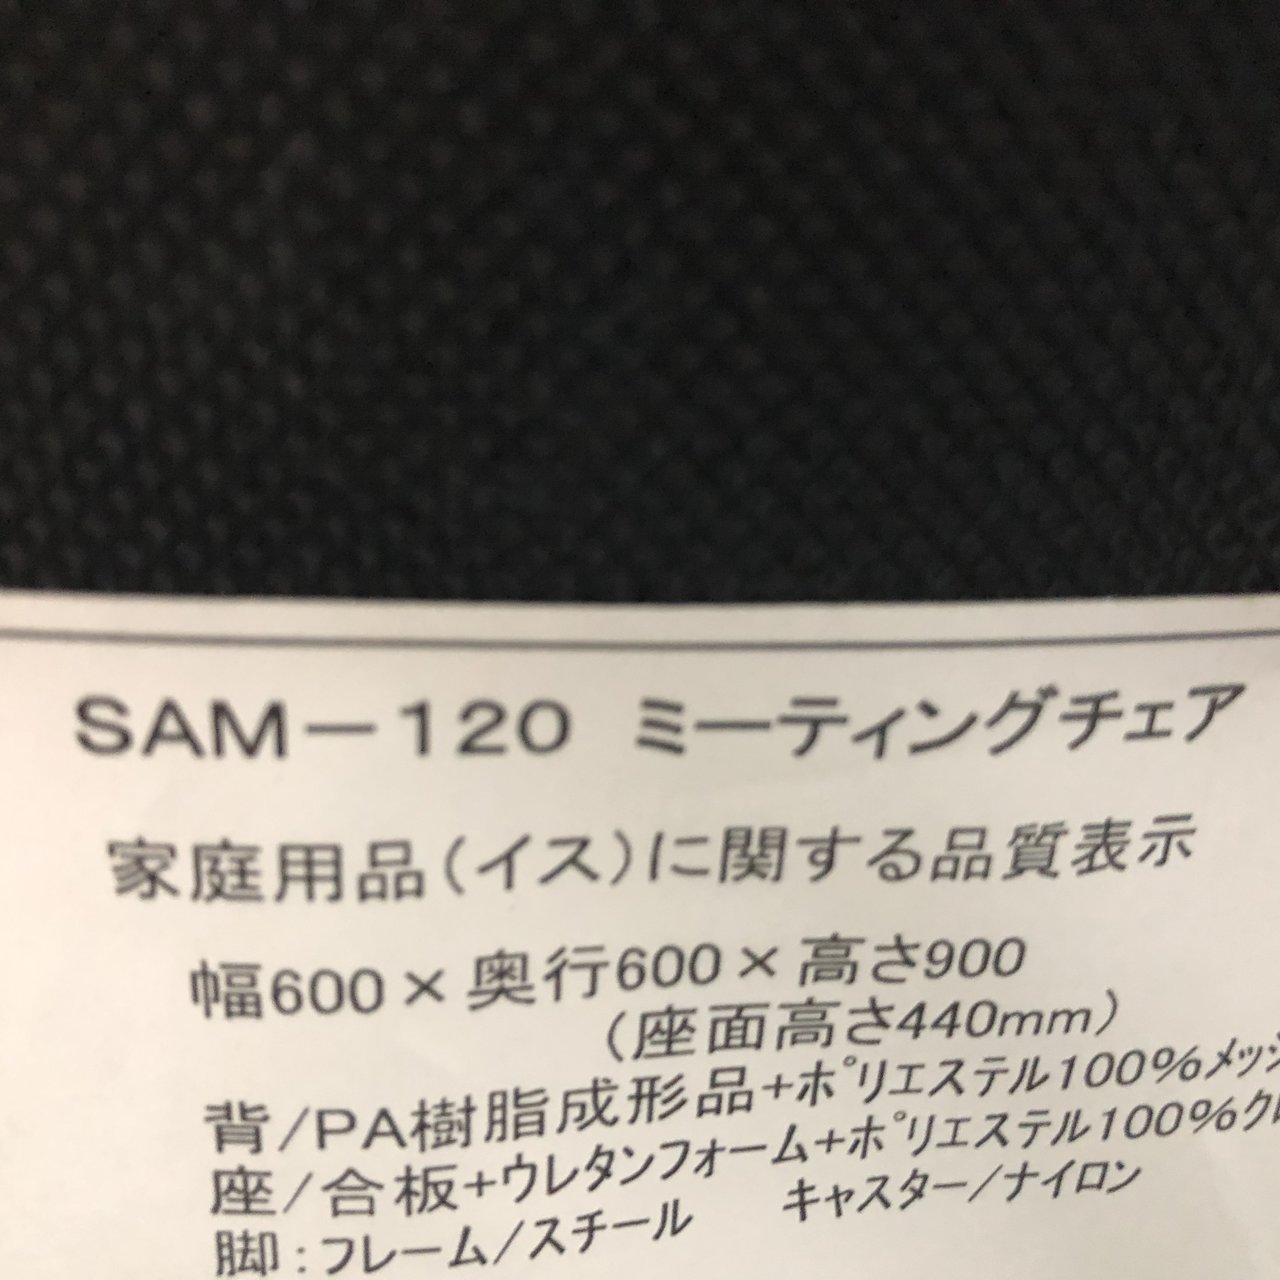 SAM－120 ミーティングチェア
家庭用品(イス)に関する品質表示
幅600×奥行600×高さ900
(座面高さ440mm)
背/PA樹脂成形品+ポリエステル100%メッシ
座/合板+ウレタンフォーム+ポリエステル100%クロ
脚:フレーム/スチール キャスター/ナイロン